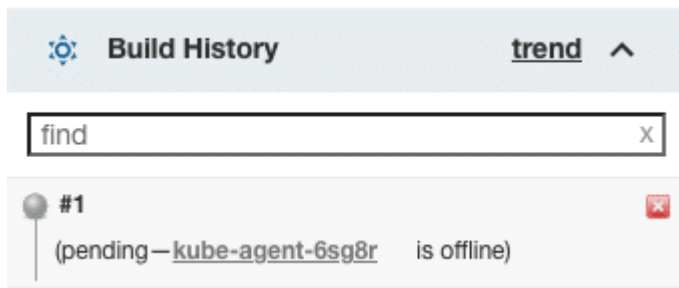 Build History trend
find x
#1
(pending—kube-agent-6sg8r is offline)